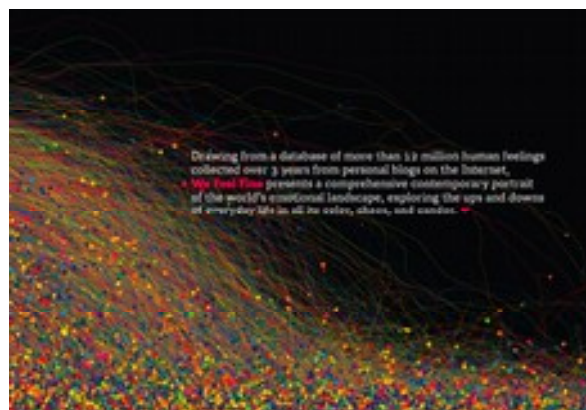 Drawing from a database of more than 12 million human feelings
collected over 3 years from personal blogs on the Internet,
We Feel Fine presents a comprehensive contemporary portrait
of the world's emotional landscape, exploring the ups and downs
of everyday life in all its color, chaos, and candor.